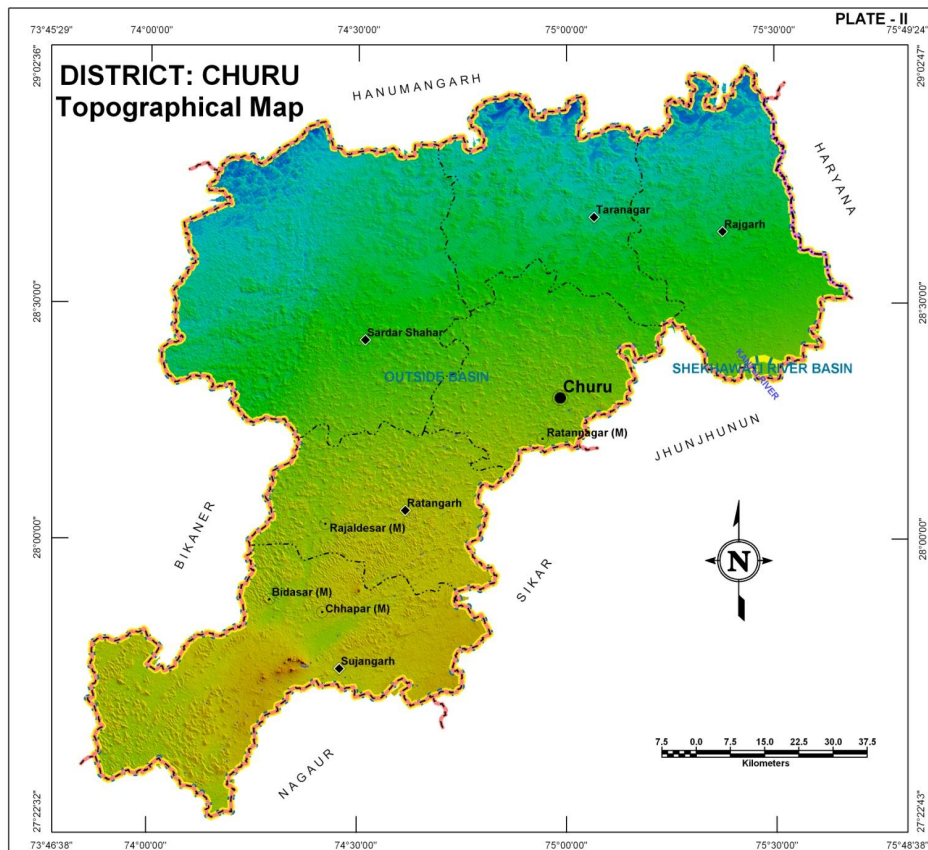 PLATE - II
73°45'29" 74°00'00" 74°30'00" 75°00'00" 75°30'00" 75°49'24"
29°02'36"
29°02'47"
DISTRICT: CHURU
Topographical Map
HANUMANGARH
HARYANA
Taranagar
Rajgarh
28°30'00"
28°30'00"
Sardar Shahar
OUTSIDE BASIN
SHEKHAWATI RIVER BASIN
Churu
Ratannagar (M)
JHUNJHUNUN
Ratangarh
Rajaldesar (M)
28°00'00"
28°00'00"
BIKANER
SIKAR
N
Bidasar (M)
Chhapar (M)
Sujangarh
NAGAUR
7.5 0.0 7.5 15.0 22.5 30.0 37.5
Kilometers
27°22'32"
27°22'43"
73°46'38" 74°00'00" 74°30'00" 75°00'00" 75°30'00" 75°48'38"